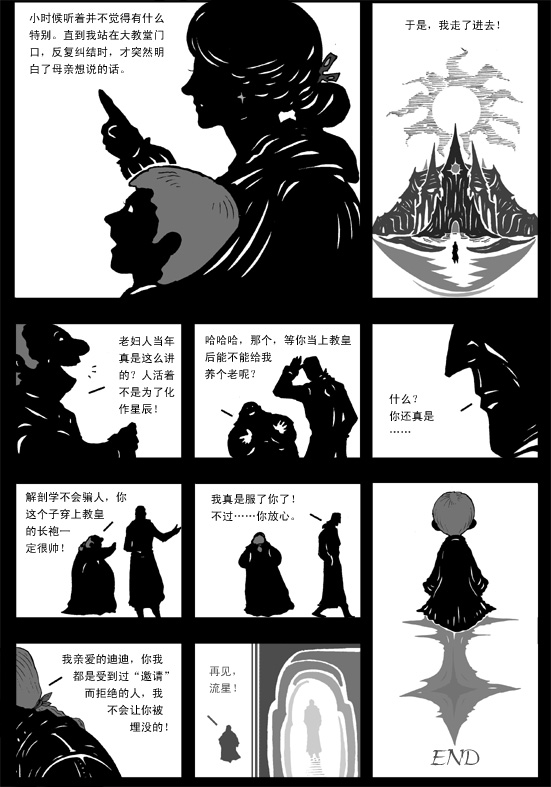 小时候听着并不觉得有什么
特别。直到我站在大教堂门
口，反复纠结时，才突然明
白了母亲想说的话。
于是，我走了进去！
老妇人当年
真是这么讲
的？人活着
不是为了化
作星辰！
哈哈哈，那个，等你当上教皇
后能不能给我
养个老呢？
什么？
你还真是
……
解剖学不会骗人，你
这个子穿上教皇
的长袍一
定很帅！
我真是服了你了！
不过……你放心。
我亲爱的迪迪，你我
都是受到过“邀请”
而拒绝的人，我
不会让你被
埋没的！
再见，
流星！
END